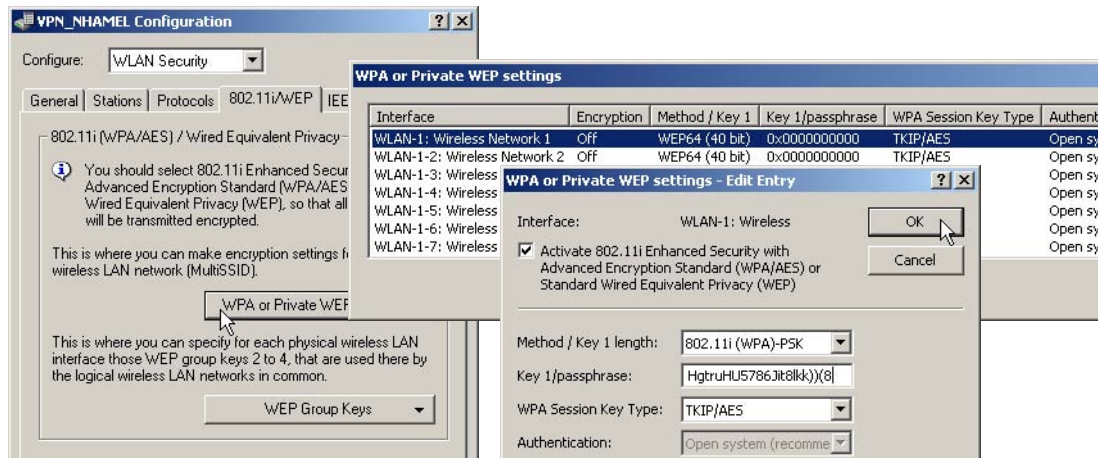 VPN_NHAMEL Configuration
Configure: WLAN Security
General Stations Protocols 802.11i/WEP IEE
802.11i (WPA/AES) / Wired Equivalent Privacy
You should select 802.11i Enhanced Secur
Advanced Encryption Standard (WPA/AES
Wired Equivalent Privacy (WEP), so that all
will be transmitted encrypted.
This is where you can make encryption settings f
wireless LAN network (MultiSSID).
WPA or Private WEP
This is where you can specify for each physical wireless LAN
interface those WEP group keys 2 to 4, that are used there by
the logical wireless LAN networks in common.
WEP Group Keys
WPA or Private WEP settings
Interface Encryption Method / Key 1 Key 1/passphrase WPA Session Key Type Authent
WLAN-1: Wireless Network 1 Off WEP64 (40 bit) 0x0000000000 TKIP/AES Open sy
WLAN-1-2: Wireless Network 2 Off WEP64 (40 bit) 0x0000000000 TKIP/AES Open sy
WLAN-1-3: Wireless Open sy
WLAN-1-4: Wireless Open sy
WLAN-1-5: Wireless Open sy
WLAN-1-6: Wireless Open sy
WLAN-1-7: Wireless Open sy
WPA or Private WEP settings - Edit Entry
Interface: WLAN-1: Wireless
OK
Activate 802.11i Enhanced Security with
Advanced Encryption Standard (WPA/AES) or
Standard Wired Equivalent Privacy (WEP)
Cancel
Method / Key 1 length: 802.11i (WPA)-PSK
Key 1/passphrase: HgtruHU5786Jit8lkk))(8
WPA Session Key Type: TKIP/AES
Authentication: Open system (recomme